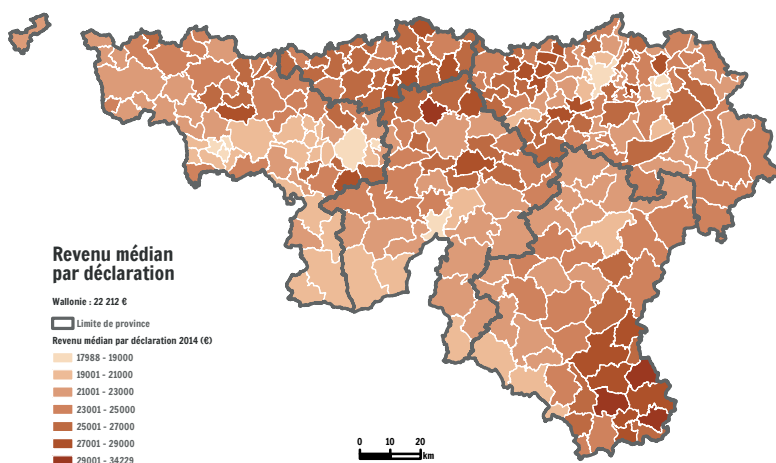 Revenu médian
par déclaration
Wallonie : 22 212 €
Limite de province
Revenu médian par déclaration 2014 (€)
17988 - 19000
19001 - 21000
21001 - 23000
23001 - 25000
25001 - 27000
27001 - 29000
29001 - 34229
0 10 20
km